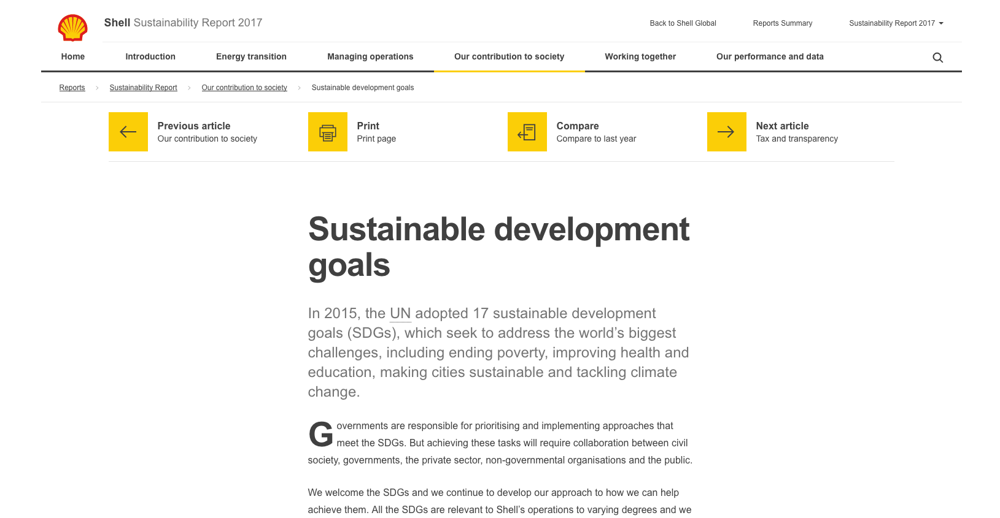 Shell Sustainability Report 2017
Back to Shell Global
Reports Summary
Sustainability Report 2017
Home
Introduction
Energy transition
Managing operations
Our contribution to society
Working together
Our performance and data
Reports
Sustainability Report
Our contribution to society
Sustainable development goals
Previous article
Our contribution to society
Print
Print page
Compare
Compare to last year
Next article
Tax and transparency
Sustainable development
goals
In 2015, the UN adopted 17 sustainable development
goals (SDGs), which seek to address the world’s biggest
challenges, including ending poverty, improving health and
education, making cities sustainable and tackling climate
change.
Governments are responsible for prioritising and implementing approaches that
meet the SDGs. But achieving these tasks will require collaboration between civil
society, governments, the private sector, non-governmental organisations and the public.
We welcome the SDGs and we continue to develop our approach to how we can help
achieve them. All the SDGs are relevant to Shell’s operations to varying degrees and we